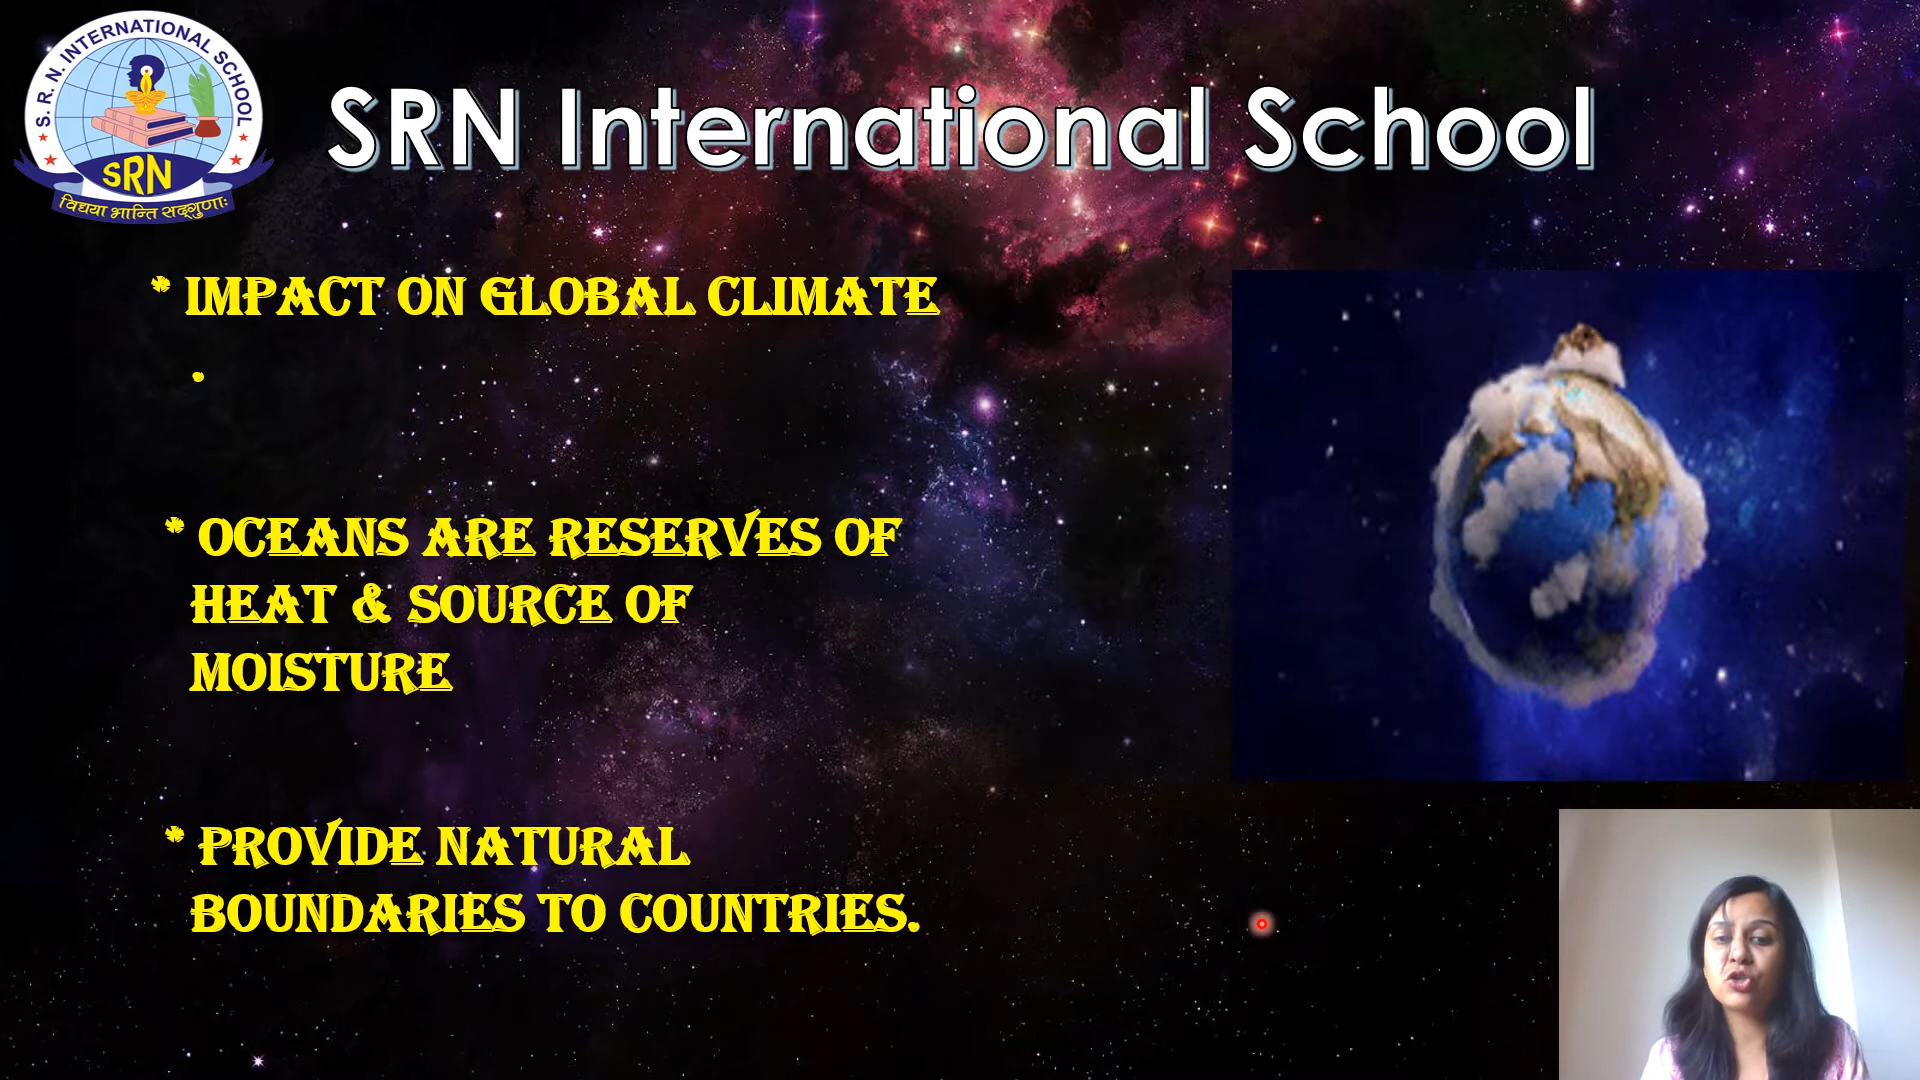 S. R. N. INTERNATIONAL SCHOOL
SRN
विद्यया भान्ति सद्गुणाः
SRN International School
* IMPACT ON GLOBAL CLIMATE
.
* OCEANS ARE RESERVES OF
HEAT & SOURCE OF
MOISTURE
* PROVIDE NATURAL
BOUNDARIES TO COUNTRIES.